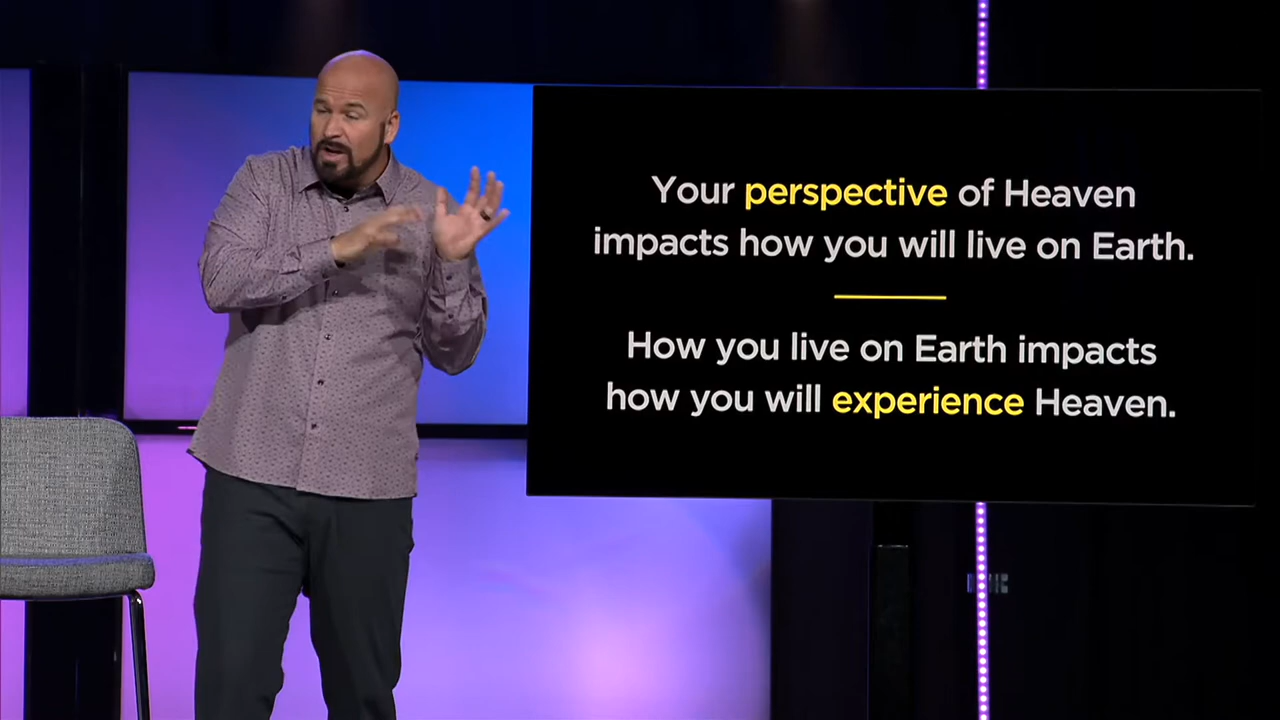 Your perspective of Heaven
impacts how you will live on Earth.
How you live on Earth impacts
how you will experience Heaven.